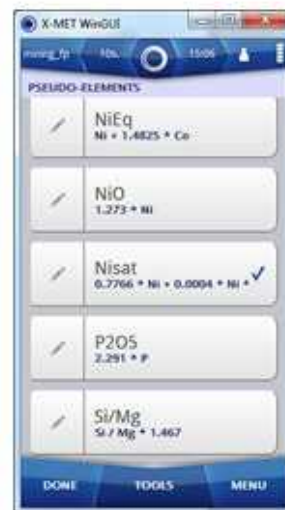 X-MET WinGUI
mining_fp 10s. 15:06
PSEUDO-ELEMENTS
NiEq
Ni + 1.4825 * Co
NiO
1.273 * Ni
Nisat
0.7766 * Ni + 0.0004 * Ni *
P2O5
2.291 * P
Si/Mg
Si / Mg * 1.467
DONE TOOLS MENU